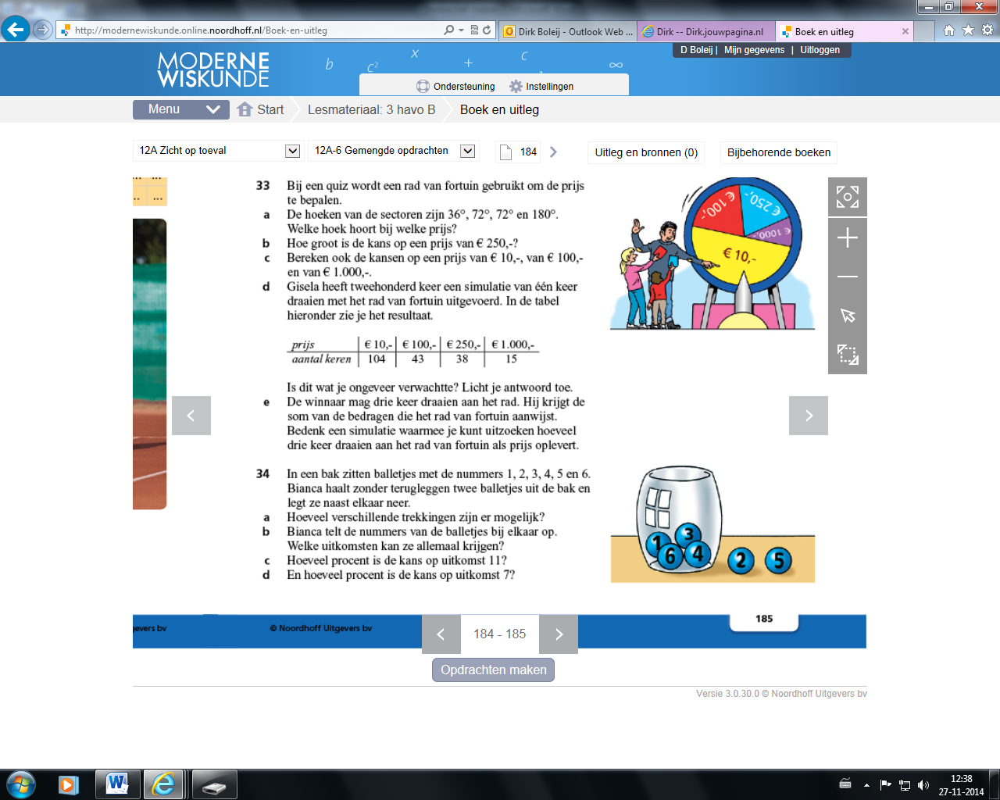 http://modernewiskunde.online.noordhoff.nl/Boek-en-uitleg
Dirk Boleij - Outlook Web ...
Dirk -- Dirk.jouwpagina.nl
Boek en uitleg
MODERNE
WISKUNDE
b c² x + c ∞
D Boleij | Mijn gegevens | Uitloggen
Ondersteuning Instellingen
Menu Start Lesmateriaal: 3 havo B Boek en uitleg
12A Zicht op toeval 12A-6 Gemengde opdrachten 184 Uitleg en bronnen (0) Bijbehorende boeken
33 Bij een quiz wordt een rad van fortuin gebruikt om de prijs
te bepalen.
a De hoeken van de sectoren zijn 36°, 72°, 72° en 180°.
Welke hoek hoort bij welke prijs?
b Hoe groot is de kans op een prijs van € 250,-?
c Bereken ook de kansen op een prijs van € 10,-, van € 100,-
en van € 1.000,-.
d Gisela heeft tweehonderd keer een simulatie van één keer
draaien met het rad van fortuin uitgevoerd. In de tabel
hieronder zie je het resultaat.
prijs € 10,- € 100,- € 250,- € 1.000,-
aantal keren 104 43 38 15
Is dit wat je ongeveer verwachtte? Licht je antwoord toe.
e De winnaar mag drie keer draaien aan het rad. Hij krijgt de
som van de bedragen die het rad van fortuin aanwijst.
Bedenk een simulatie waarmee je kunt uitzoeken hoeveel
drie keer draaien aan het rad van fortuin als prijs oplevert.
€ 100,-
€ 250,-
€ 1000,-
€ 10,-
34 In een bak zitten balletjes met de nummers 1, 2, 3, 4, 5 en 6.
Bianca haalt zonder terugleggen twee balletjes uit de bak en
legt ze naast elkaar neer.
a Hoeveel verschillende trekkingen zijn er mogelijk?
b Bianca telt de nummers van de balletjes bij elkaar op.
Welke uitkomsten kan ze allemaal krijgen?
c Hoeveel procent is de kans op uitkomst 11?
d En hoeveel procent is de kans op uitkomst 7?
1 3 6 4 2 5
gevers bv © Noordhoff Uitgevers bv 185
184 - 185
Opdrachten maken
Versie 3.0.30.0 © Noordhoff Uitgevers bv
12:38
27-11-2014